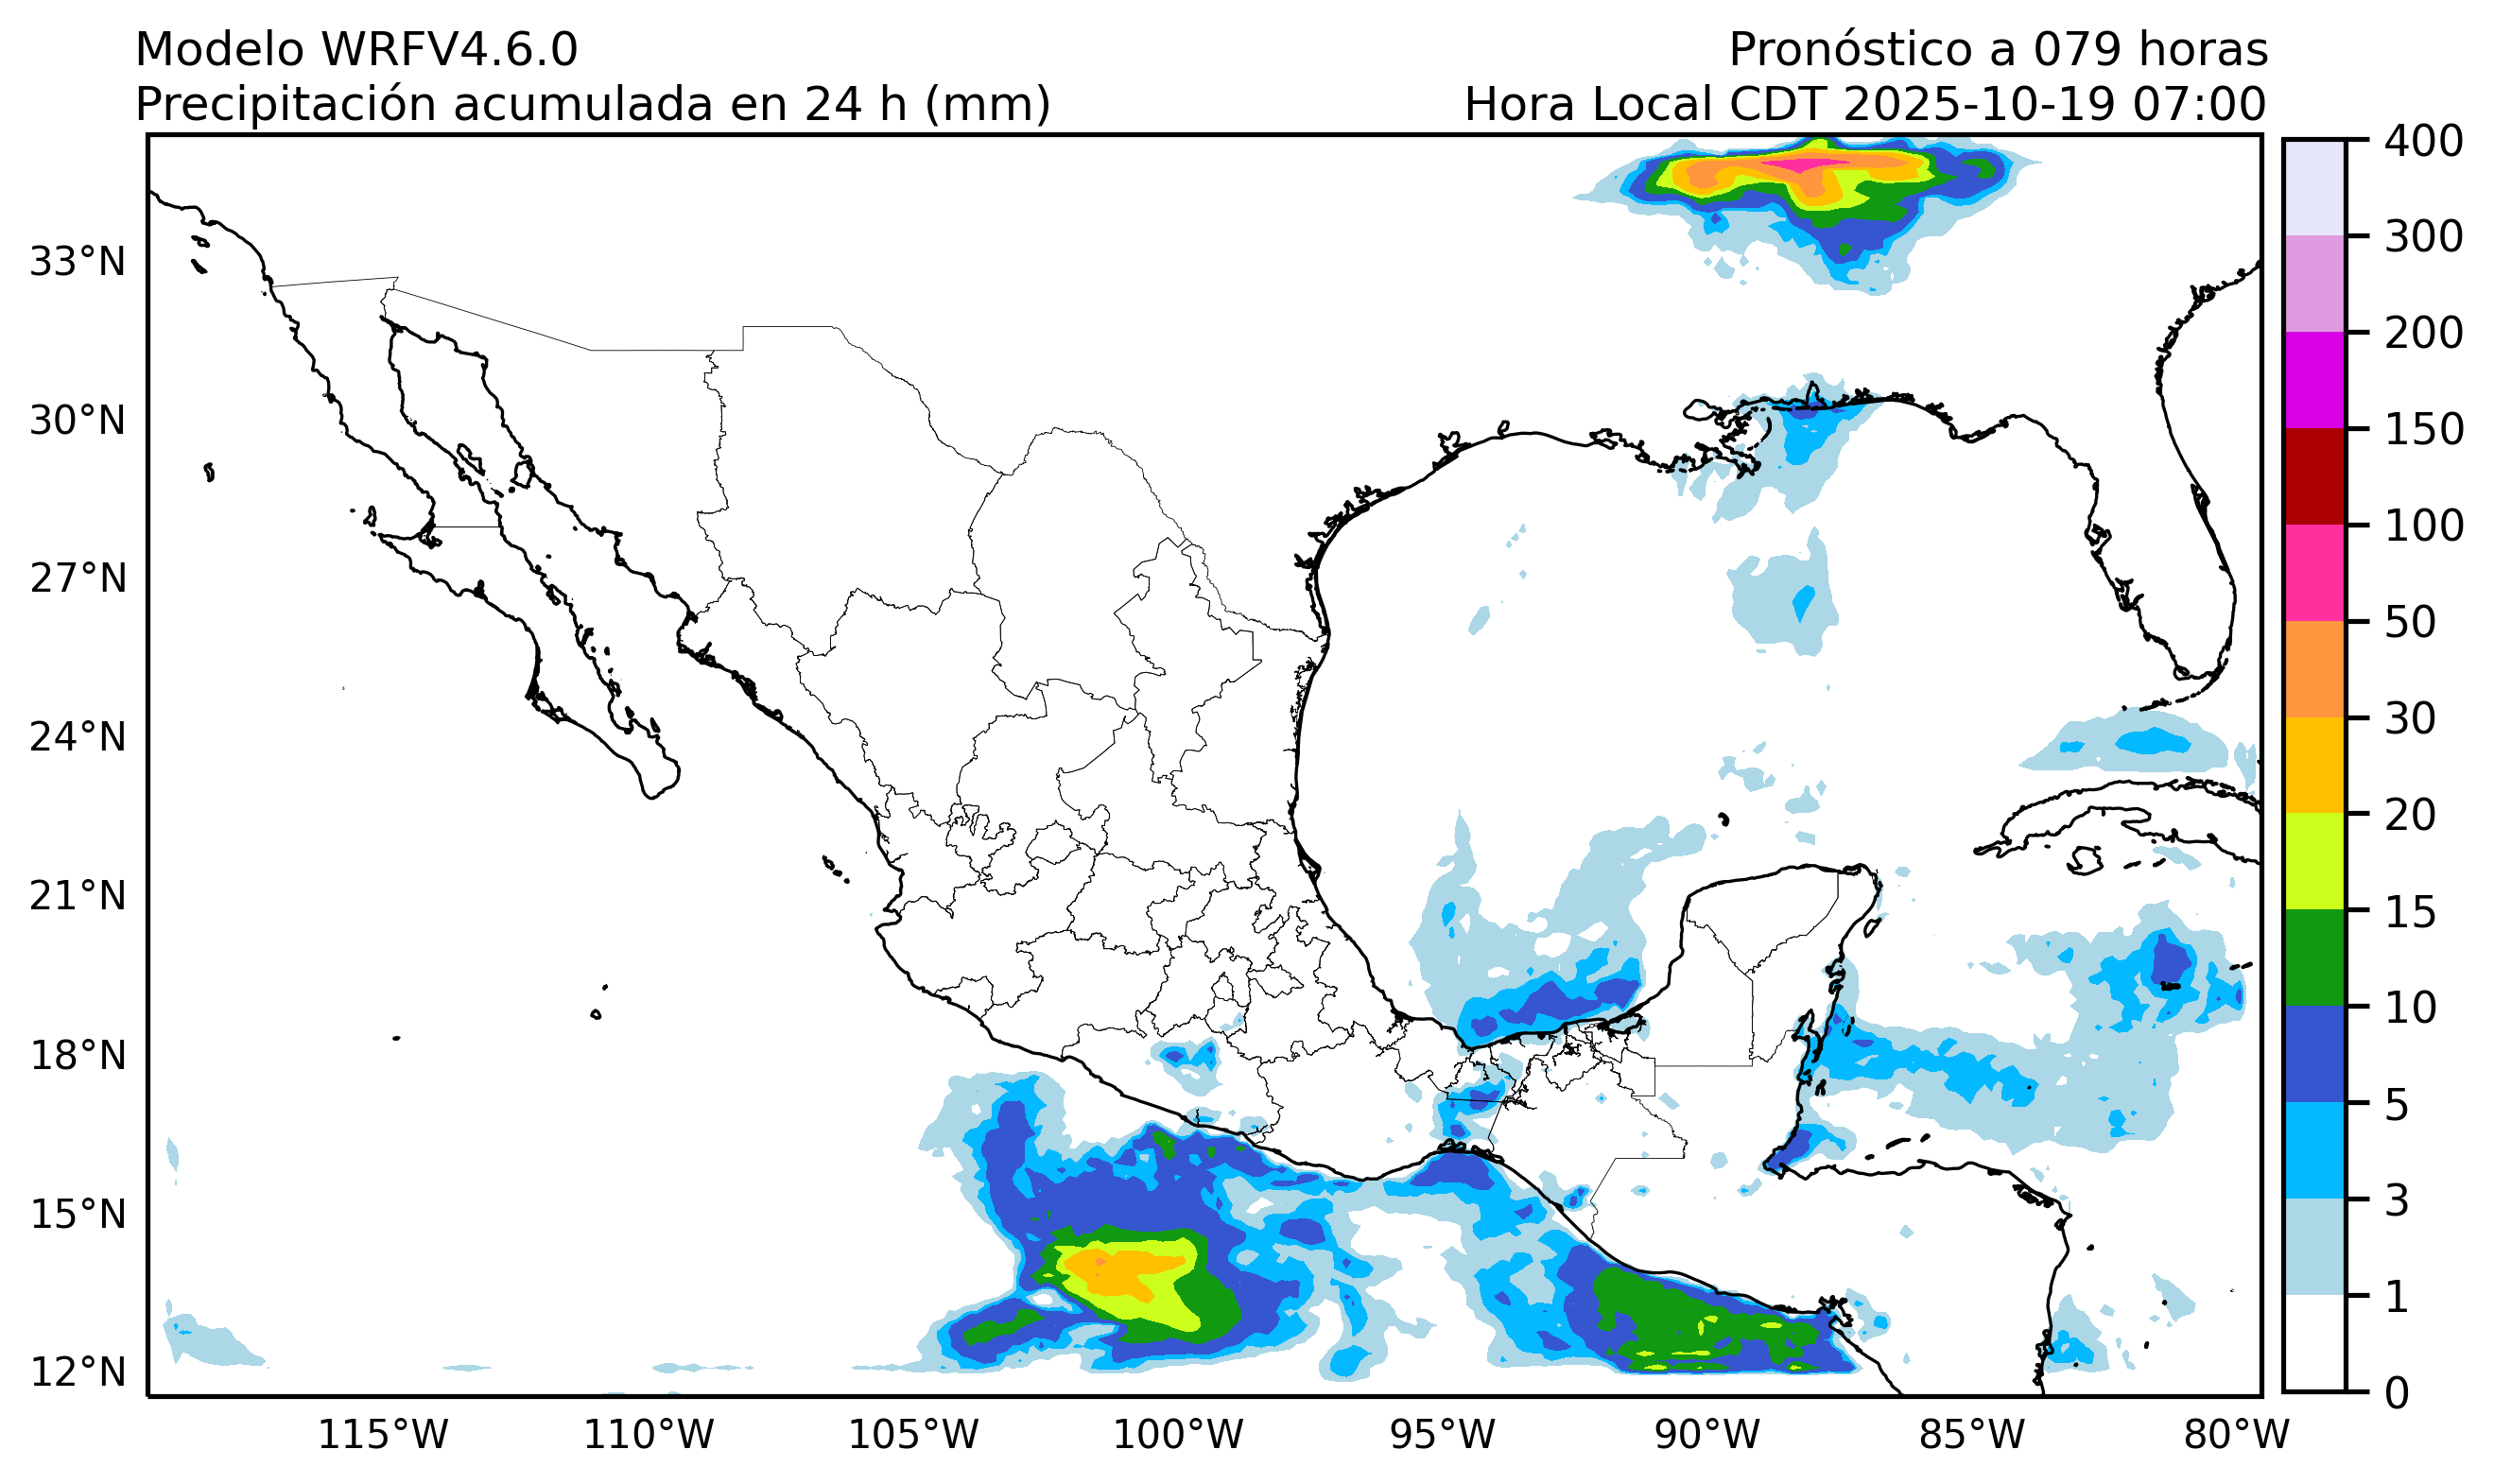 Modelo WRFV4.6.0
Pronóstico a 079 horas
Precipitación acumulada en 24 h (mm)
Hora Local CDT 2025-10-19 07:00
33°N
30°N
27°N
24°N
21°N
18°N
15°N
12°N
115°W
110°W
105°W
100°W
95°W
90°W
85°W
80°W
400
300
200
150
100
50
30
20
15
10
5
3
1
0